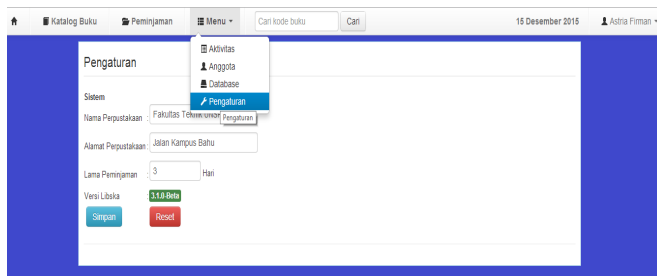 Katalog Buku Peminjaman Menu Cari kode buku Cari 15 Desember 2015 Astria Firman
Aktivitas
Anggota
Database
Pengaturan
Pengaturan
Pengaturan
Sistem
Nama Perpustakaan : Fakultas Teknik
Alamat Perpustakaan : Jalan Kampus Bahu
Lama Peminjaman : 3 Hari
Versi Libska 3.1.0-Beta
Simpan Reset